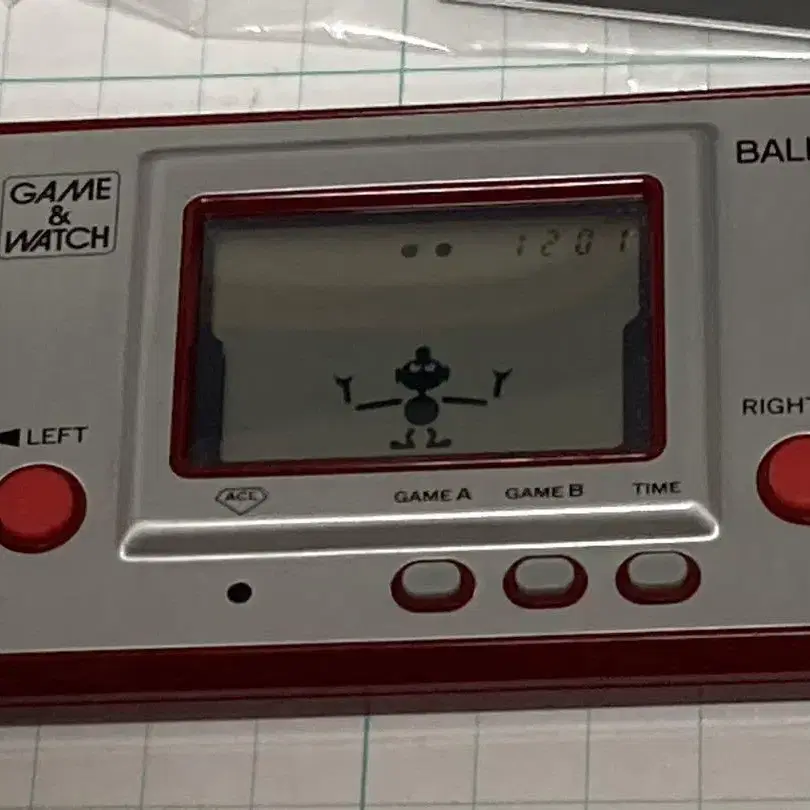 GAME
&
WATCH
BALL
1201
◄LEFT
RIGHT
ACL
GAME A
GAME B
TIME